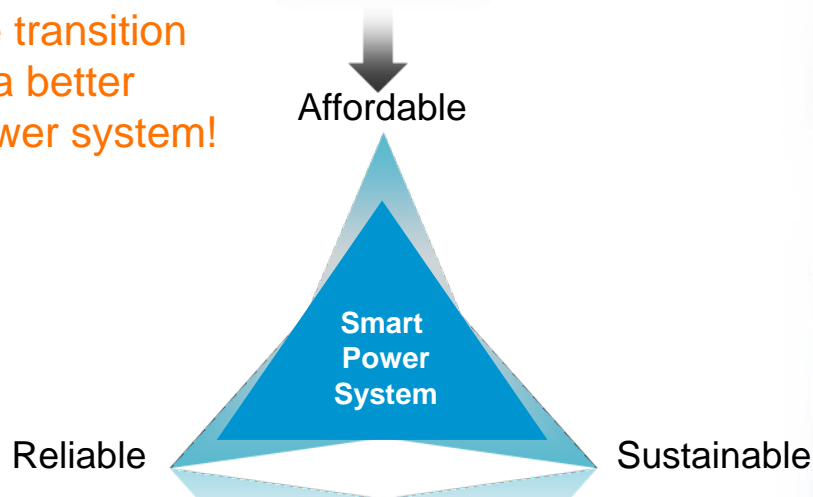 transition
a better
wer system!
Affordable
Smart
Power
System
Reliable
Sustainable